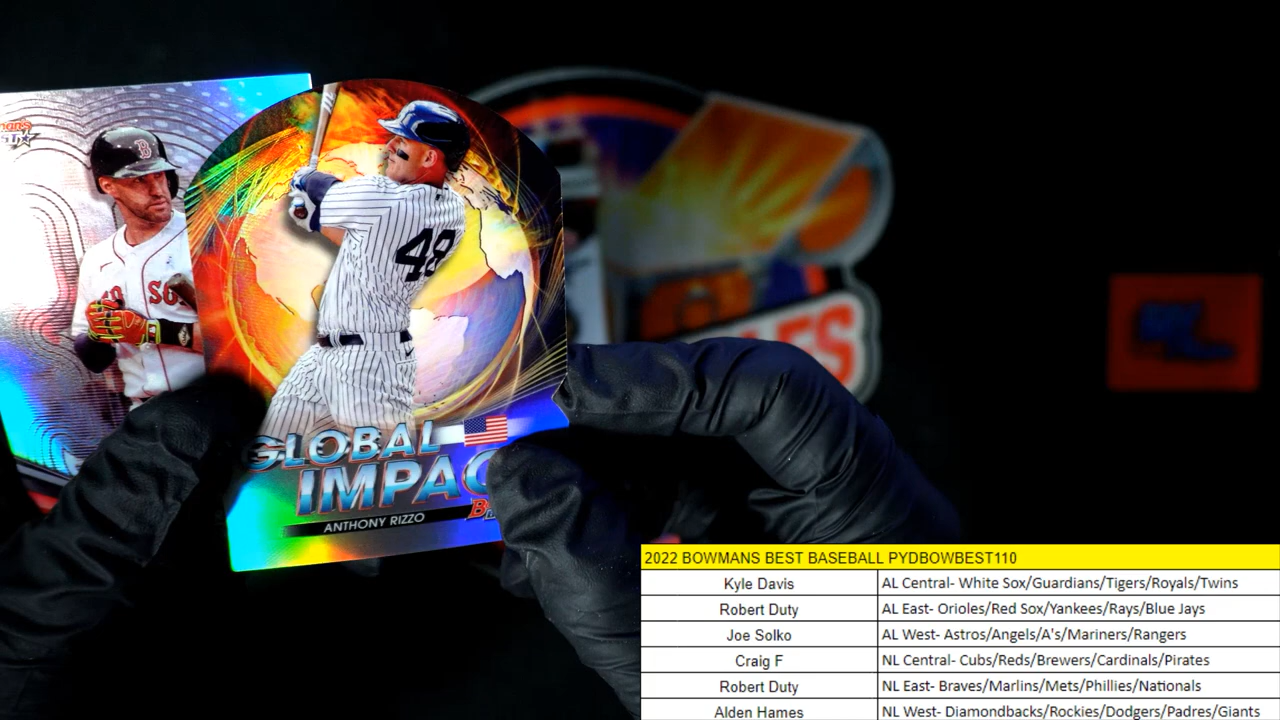 48
GLOBAL
ANTHONY RIZZO
2022 BOWMANS BEST BASEBALL PYDBOWBEST110
Kyle Davis AL Central- White Sox/Guardians/Tigers/Royals/Twins
Robert Duty AL East- Orioles/Red Sox/Yankees/Rays/Blue Jays
Joe Solko AL West- Astros/Angels/A's/Mariners/Rangers
Craig F NL Central- Cubs/Reds/Brewers/Cardinals/Pirates
Robert Duty NL East- Braves/Marlins/Mets/Phillies/Nationals
Alden Hames NL West- Diamondbacks/Rockies/Dodgers/Padres/Giants